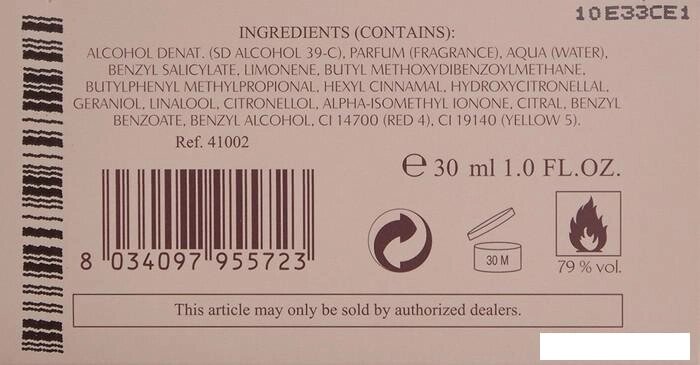 10E33CE1
INGREDIENTS (CONTAINS):
ALCOHOL DENAT. (SD ALCOHOL 39-C), PARFUM (FRAGRANCE), AQUA (WATER),
BENZYL SALICYLATE, LIMONENE, BUTYL METHOXYDIBENZOYLMETHANE,
BUTYLPHENYL METHYLPROPIONAL, HEXYL CINNAMAL, HYDROXYCITRONELLAL,
GERANIOL, LINALOOL, CITRONELLOL, ALPHA-ISOMETHYL IONONE, CITRAL, BENZYL
BENZOATE, BENZYL ALCOHOL, CI 14700 (RED 4), CI 19140 (YELLOW 5).
Ref. 41002
℮ 30 ml 1.0 FL.OZ.
8 034097 955723
30 M
79 % vol.
This article may only be sold by authorized dealers.